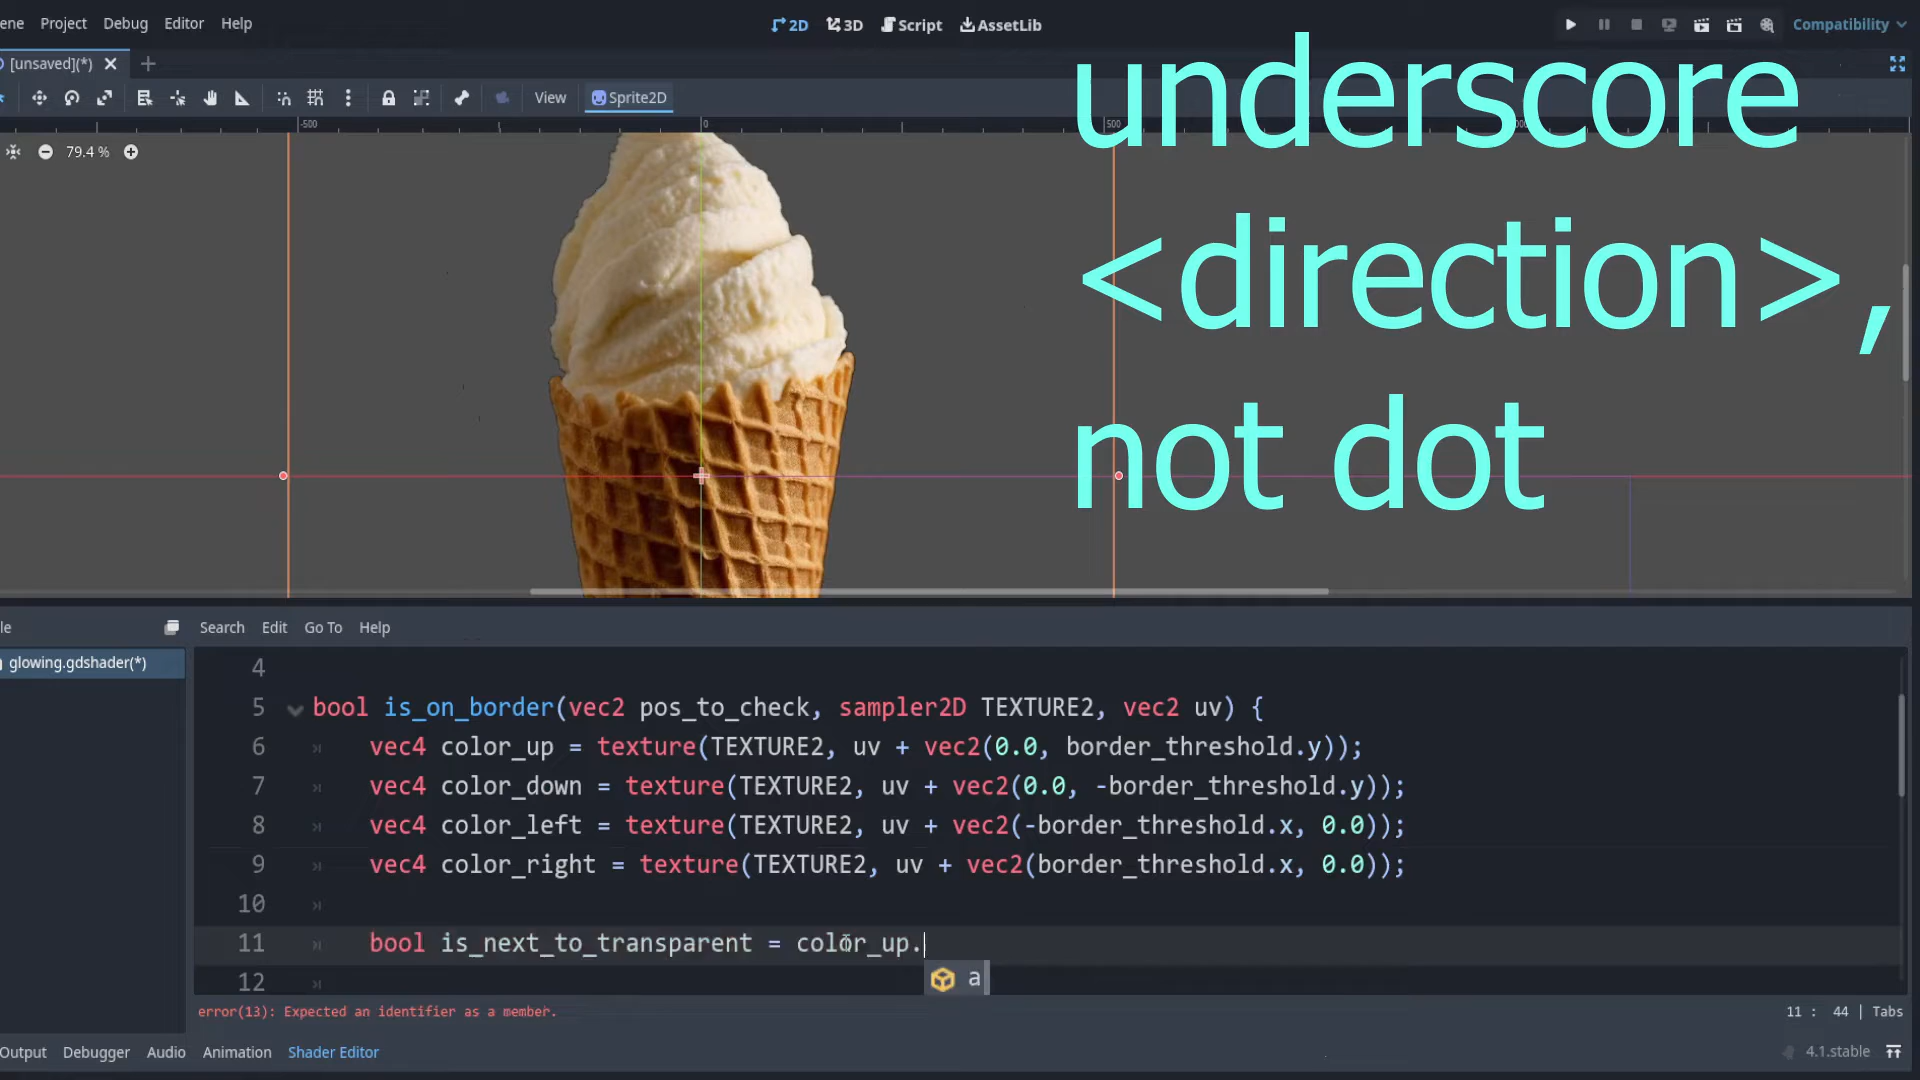 ene Project Debug Editor Help
2D 3D Script AssetLib
Compatibility
[unsaved](*)
View Sprite2D
-500 0 500
79.4 %
underscore
<direction>,
not dot
le
Search Edit Go To Help
glowing.gdshader(*)
4
5 bool is_on_border(vec2 pos_to_check, sampler2D TEXTURE2, vec2 uv) {
6 vec4 color_up = texture(TEXTURE2, uv + vec2(0.0, border_threshold.y));
7 vec4 color_down = texture(TEXTURE2, uv + vec2(0.0, -border_threshold.y));
8 vec4 color_left = texture(TEXTURE2, uv + vec2(-border_threshold.x, 0.0));
9 vec4 color_right = texture(TEXTURE2, uv + vec2(border_threshold.x, 0.0));
10
11 bool is_next_to_transparent = color_up.
a
12
error(13): Expected an identifier as a member.
11 : 44 | Tabs
Output Debugger Audio Animation Shader Editor
4.1.stable